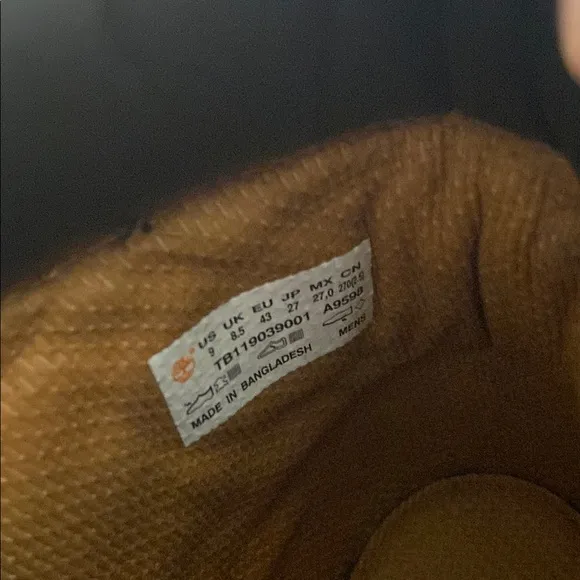 US UK EU JP MX CN
9 8.5 43 27 27,0 270(2.5)
TB119039001 A959B
MENS
MADE IN BANGLADESH